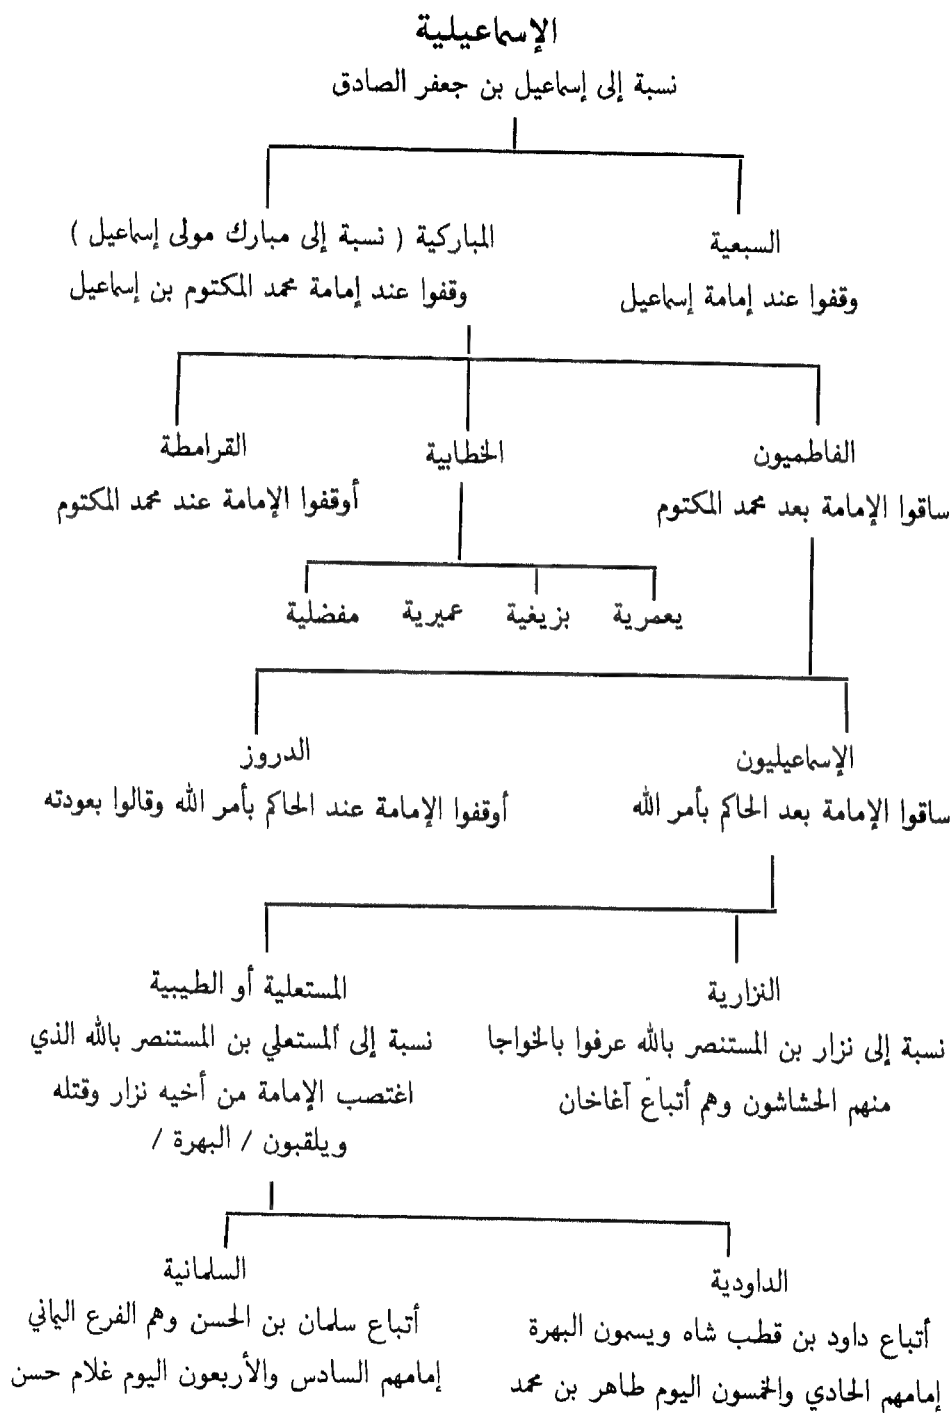 الإسماعيلية
نسبة إلى إسماعيل بن جعفر الصادق
السبعية
وقفوا عند إمامة إسماعيل
المباركية ( نسبة إلى مبارك مولى إسماعيل )
وقفوا عند إمامة محمد المكتوم بن إسماعيل
الفاطميون
ساقوا الإمامة بعد محمد المكتوم
الخطابية
القرامطة
أوقفوا الإمامة عند محمد المكتوم
يعمرية
بزيغية
عميرية
مفضلية
الإسماعيليون
ساقوا الإمامة بعد الحاكم بأمر الله
الدروز
أوقفوا الإمامة عند الحاكم بأمر الله وقالوا بعودته
النزارية
نسبة إلى نزار بن المستنصر بالله عرفوا بالخواجا
منهم الحشاشون وهم أتباع آغاخان
المستعلية أو الطيبية
نسبة إلى المستعلي بن المستنصر بالله الذي
اغتصب الإمامة من أخيه نزار وقتله
ويلقبون / البهرة /
الداودية
أتباع داود بن قطب شاه ويسمون البهرة
إمامهم الحادي والخمسون اليوم طاهر بن محمد
السلمانية
أتباع سلمان بن الحسن وهم الفرع اليماني
إمامهم السادس والأربعون اليوم غلام حسن